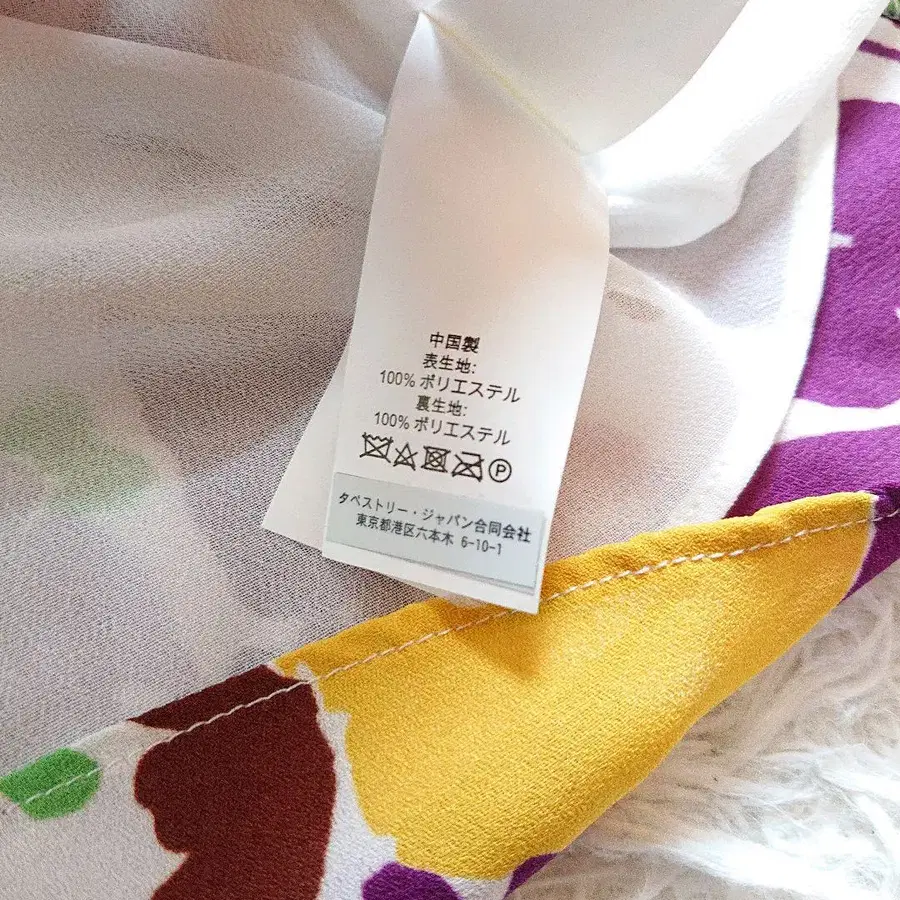 中国製
表生地:
100% ポリエステル
裏生地:
100% ポリエステル
P
タペストリー・ジャパン合同会社
東京都港区六本木 6-10-1